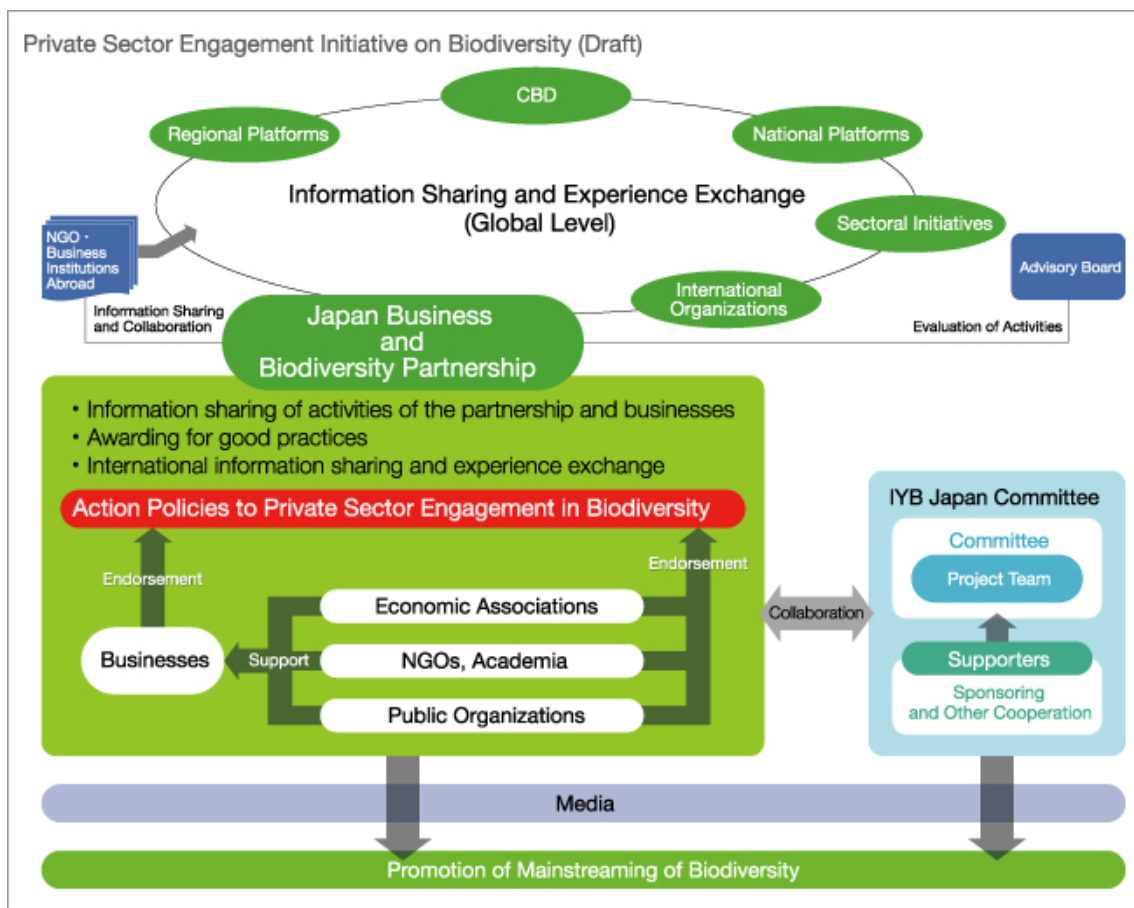 Private Sector Engagement Initiative on Biodiversity (Draft)
CBD
Regional Platforms
National Platforms
Information Sharing and Experience Exchange
(Global Level)
Sectoral Initiatives
NGO・
Business
Institutions
Abroad
Advisory Board
International
Organizations
Information Sharing
and Collaboration
Japan Business
and
Biodiversity Partnership
Evaluation of Activities
・Information sharing of activities of the partnership and businesses
・Awarding for good practices
・International information sharing and experience exchange
Action Policies to Private Sector Engagement in Biodiversity
Endorsement
Endorsement
Economic Associations
Businesses
Support
NGOs, Academia
Public Organizations
Collaboration
IYB Japan Committee
Committee
Project Team
Supporters
Sponsoring
and Other Cooperation
Media
Promotion of Mainstreaming of Biodiversity